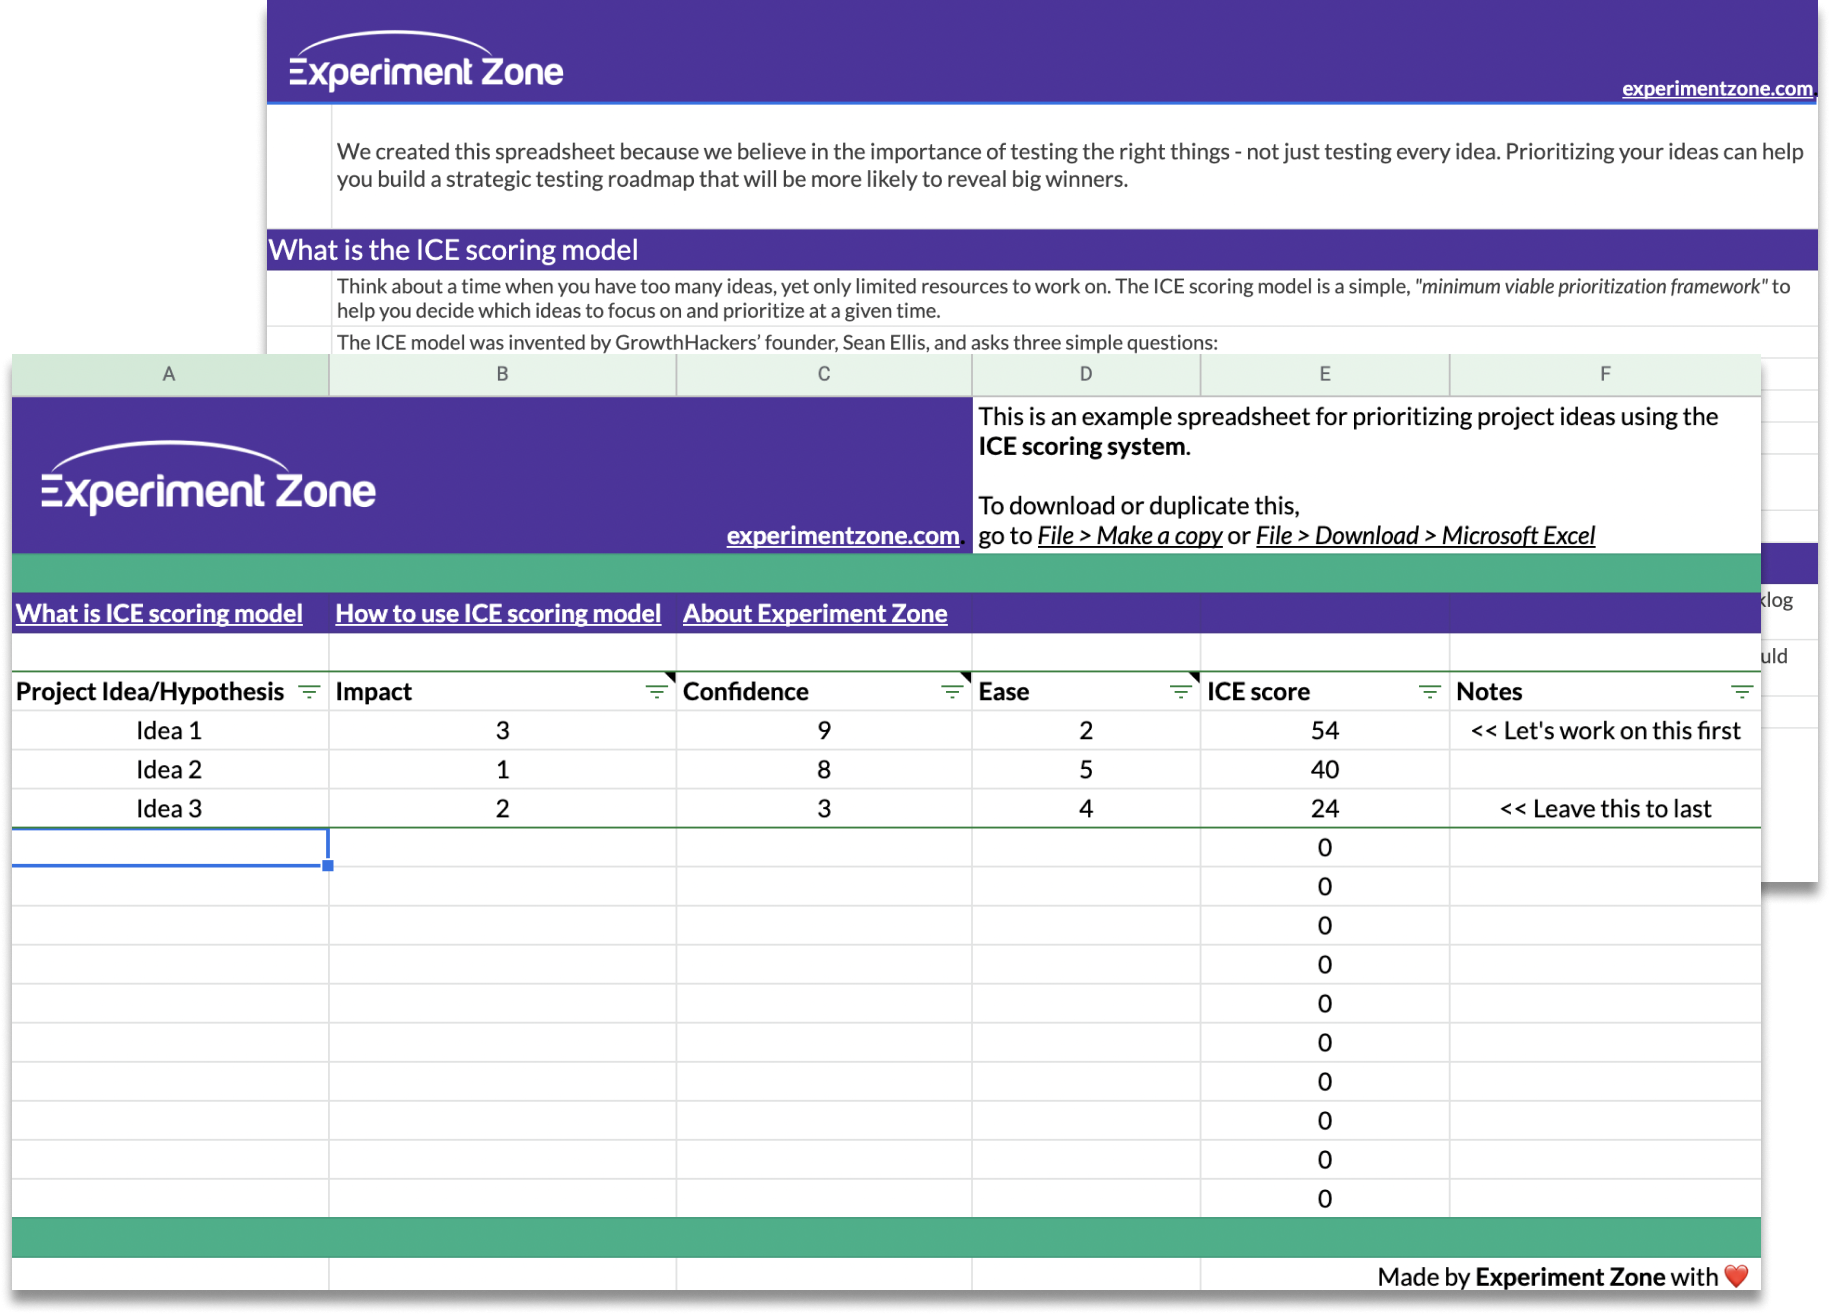 Experiment Zone
experimentzone.com.
We created this spreadsheet because we believe in the importance of testing the right things - not just testing every idea. Prioritizing your ideas can help
you build a strategic testing roadmap that will be more likely to reveal big winners.
What is the ICE scoring model
Think about a time when you have too many ideas, yet only limited resources to work on. The ICE scoring model is a simple, "minimum viable prioritization framework" to
help you decide which ideas to focus on and prioritize at a given time.
The ICE model was invented by GrowthHackers’ founder, Sean Ellis, and asks three simple questions:
A B C D E F
Experiment Zone
experimentzone.com.
This is an example spreadsheet for prioritizing project ideas using the
ICE scoring system.
To download or duplicate this,
go to File > Make a copy or File > Download > Microsoft Excel
What is ICE scoring model How to use ICE scoring model About Experiment Zone
Project Idea/Hypothesis Impact Confidence Ease ICE score Notes
Idea 1 3 9 2 54 << Let's work on this first
Idea 2 1 8 5 40
Idea 3 2 3 4 24 << Leave this to last
0
0
0
0
0
0
0
0
0
0
Made by Experiment Zone with ❤️